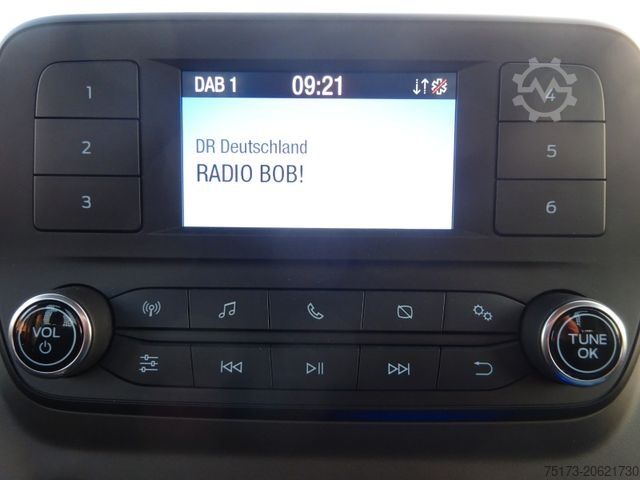 DAB 1 09:21
DR Deutschland
RADIO BOB!
1
2
3
4
5
6
VOL
TUNE
OK
75173-20621730